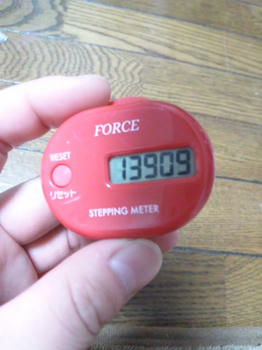 FORCE
RESET
13909
リセット
STEPPING METER